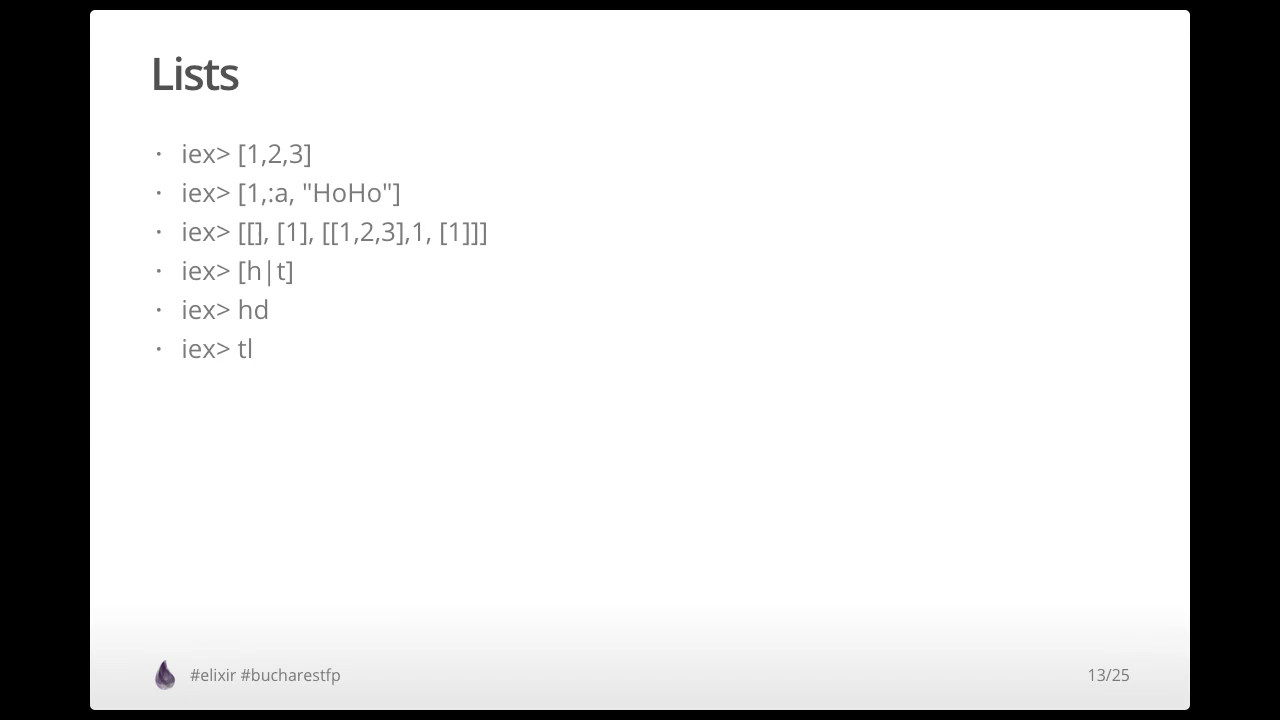 Lists
· iex> [1,2,3]
· iex> [1,:a, "HoHo"]
· iex> [[], [1], [[1,2,3],1, [1]]]
· iex> [h|t]
· iex> hd
· iex> tl
#elixir #bucharestfp
13/25